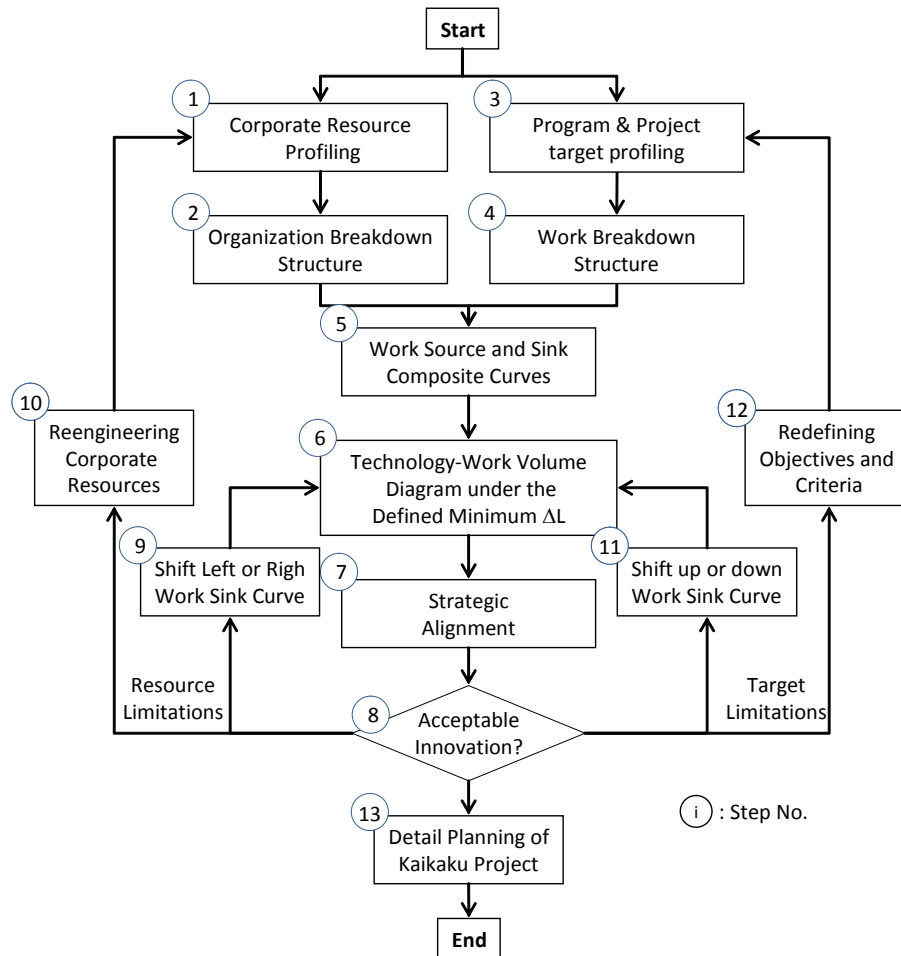 Start
1
Corporate Resource
Profiling
3
Program & Project
target profiling
2
Organization Breakdown
Structure
4
Work Breakdown
Structure
5
Work Source and Sink
Composite Curves
10
Reengineering
Corporate
Resources
6
Technology-Work Volume
Diagram under the
Defined Minimum ΔL
12
Redefining
Objectives and
Criteria
9
Shift Left or Righ
Work Sink Curve
7
Strategic
Alignment
11
Shift up or down
Work Sink Curve
Resource
Limitations
8
Acceptable
Innovation?
Target
Limitations
13
Detail Planning of
Kaikaku Project
i : Step No.
End